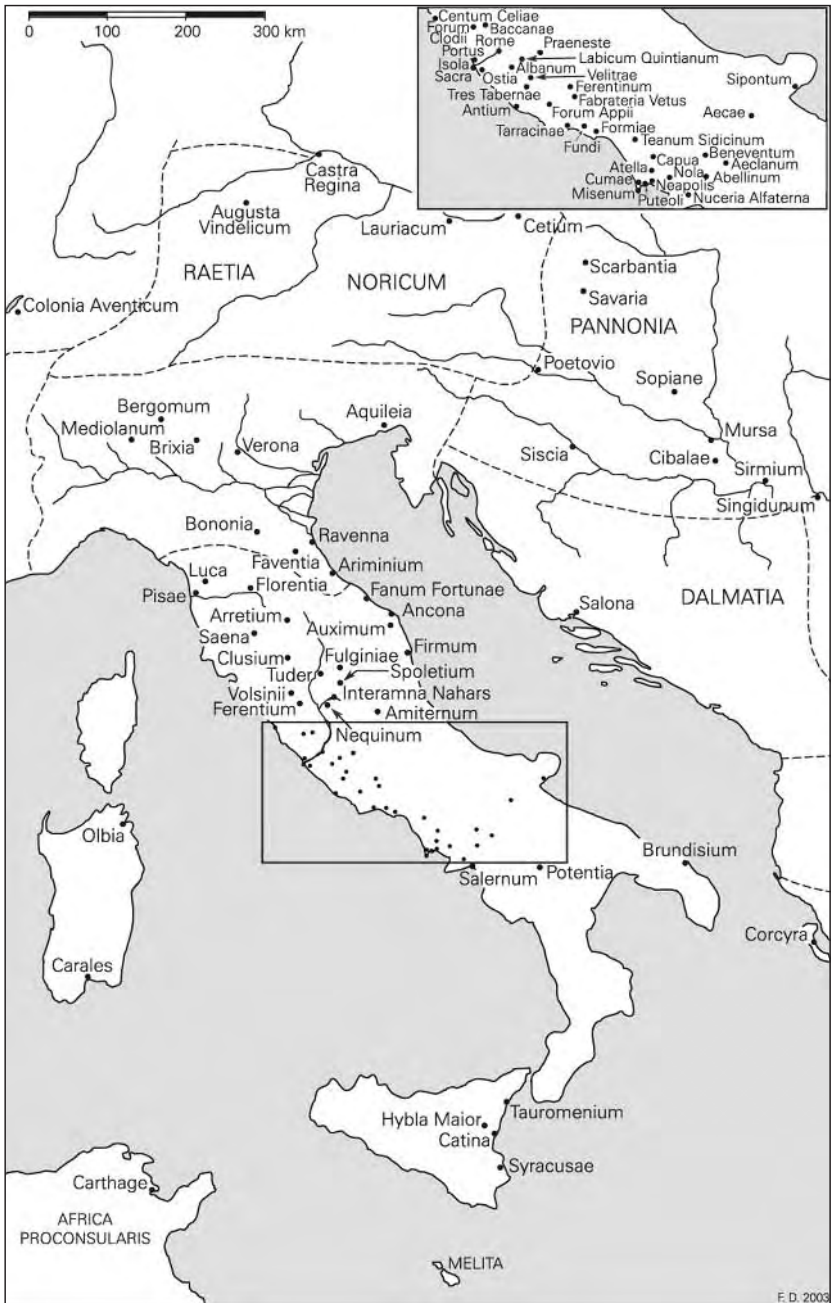 0 100 200 300 km
Centum Celiae
Forum
Clodii
Baccanae
Rome
Praeneste
Portus
Isola
Sacra
Labicum Quintianum
Ostia
Albanum
Velitrae
Sipontum
Tres Tabernae
Ferentinum
Fabrateria Vetus
Aecae
Antium
Forum Appii
Tarracinae
Formiae
Fundi
Teanum Sidicinum
Capua
Beneventum
Atella
Aeclanum
Nola
Abellinum
Cumae
Neapolis
Misenum
Puteoli
Nuceria Alfaterna
Castra
Regina
Augusta
Vindelicum
Lauriacum
Cetium
RAETIA
NORICUM
Scarbantia
Savaria
Colonia Aventicum
PANNONIA
Poetovio
Sopiane
Bergomum
Mediolanum
Brixia
Verona
Aquileia
Mursa
Siscia
Cibalae
Sirmium
Singidunum
Bononia
Ravenna
Faventia
Ariminium
Luca
Florentia
Pisae
Fanum Fortunae
Ancona
Salona
DALMATIA
Arretium
Auximum
Saena
Firmum
Clusium
Fulginiae
Tuder
Spoletium
Volsinii
Interamna Nahars
Ferentium
Amiternum
Nequinum
Olbia
Brundisium
Salernum
Potentia
Corcyra
Carales
Tauromenium
Hybla Maior
Catina
Syracusae
Carthage
AFRICA
PROCONSULARIS
MELITA
F. D. 2003